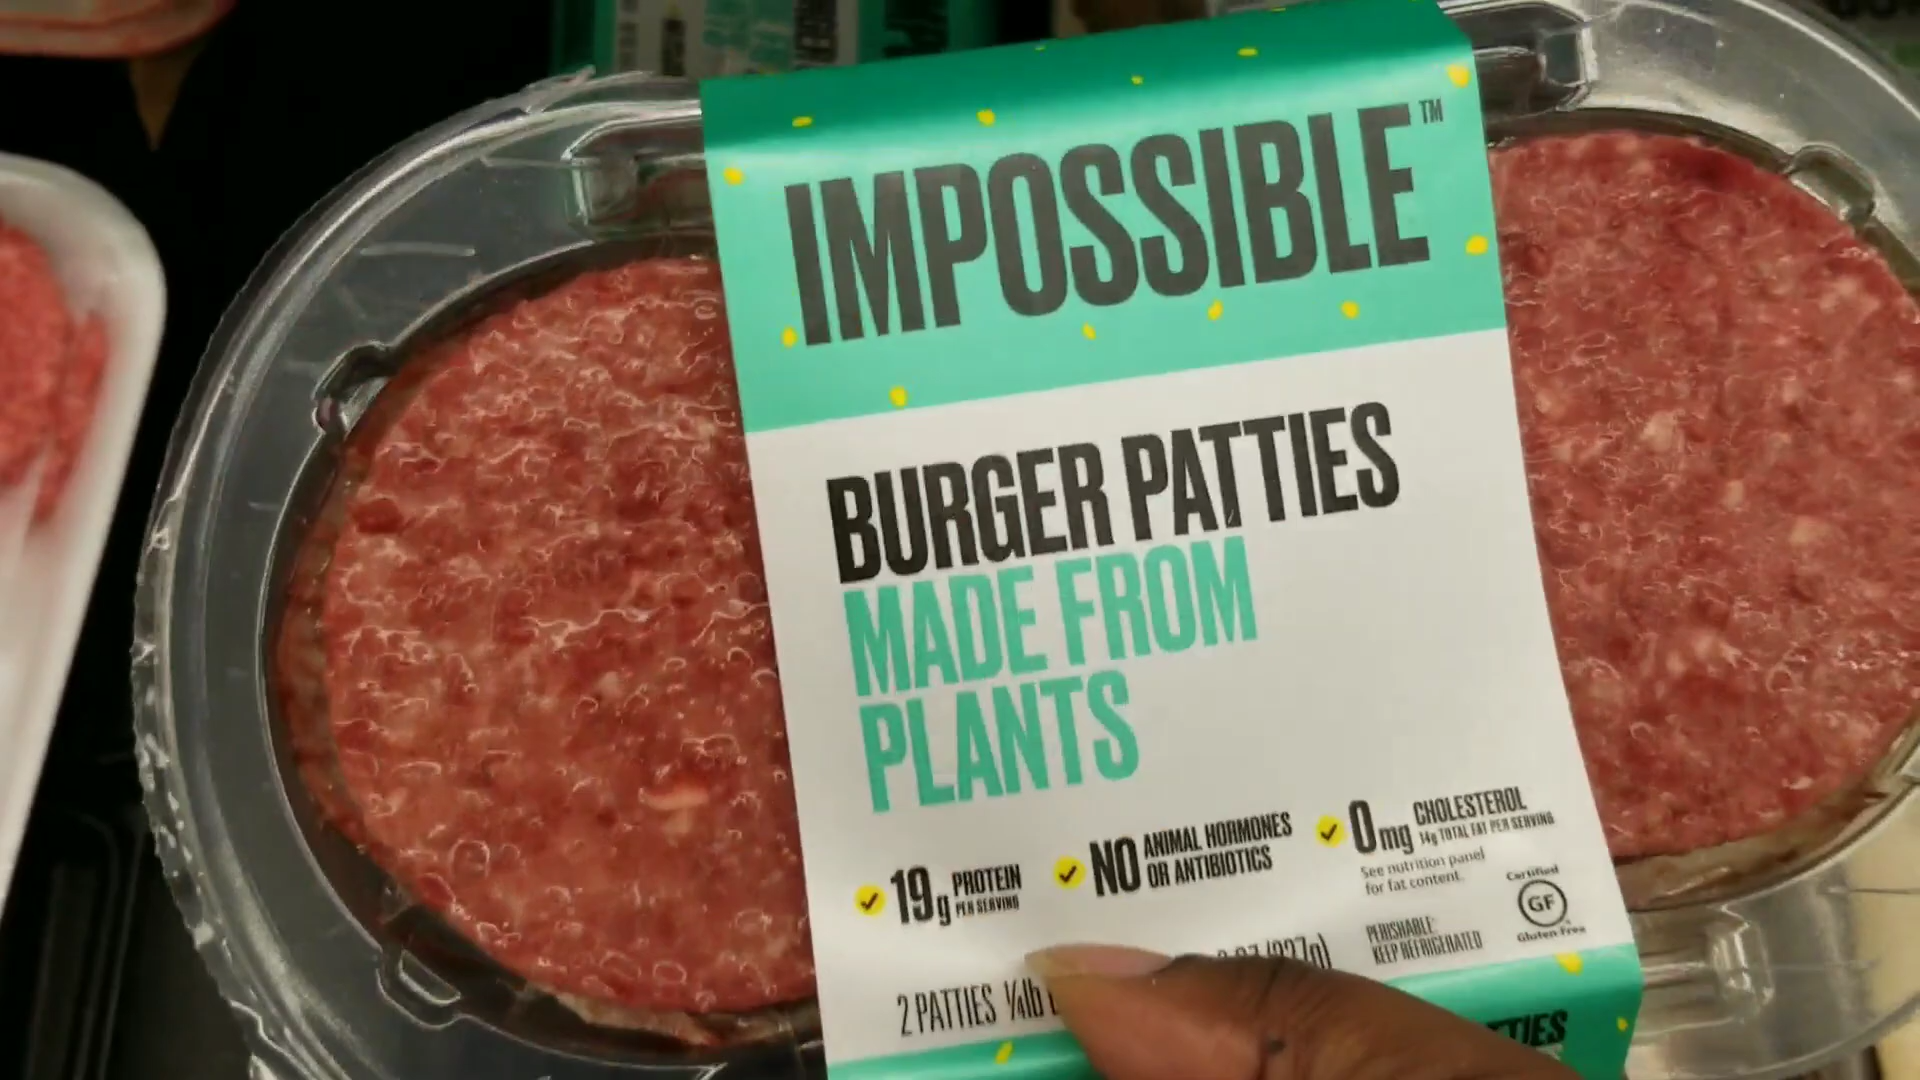 IMPOSSIBLE™
BURGER PATTIES
MADE FROM
PLANTS
19g PROTEIN
PER SERVING
NO ANIMAL HORMONES
OR ANTIBIOTICS
0mg CHOLESTEROL
14g TOTAL FAT PER SERVING
See nutrition panel
for fat content.
PERISHABLE:
KEEP REFRIGERATED
Certified
GF
Gluten-Free
2 PATTIES ¼lb